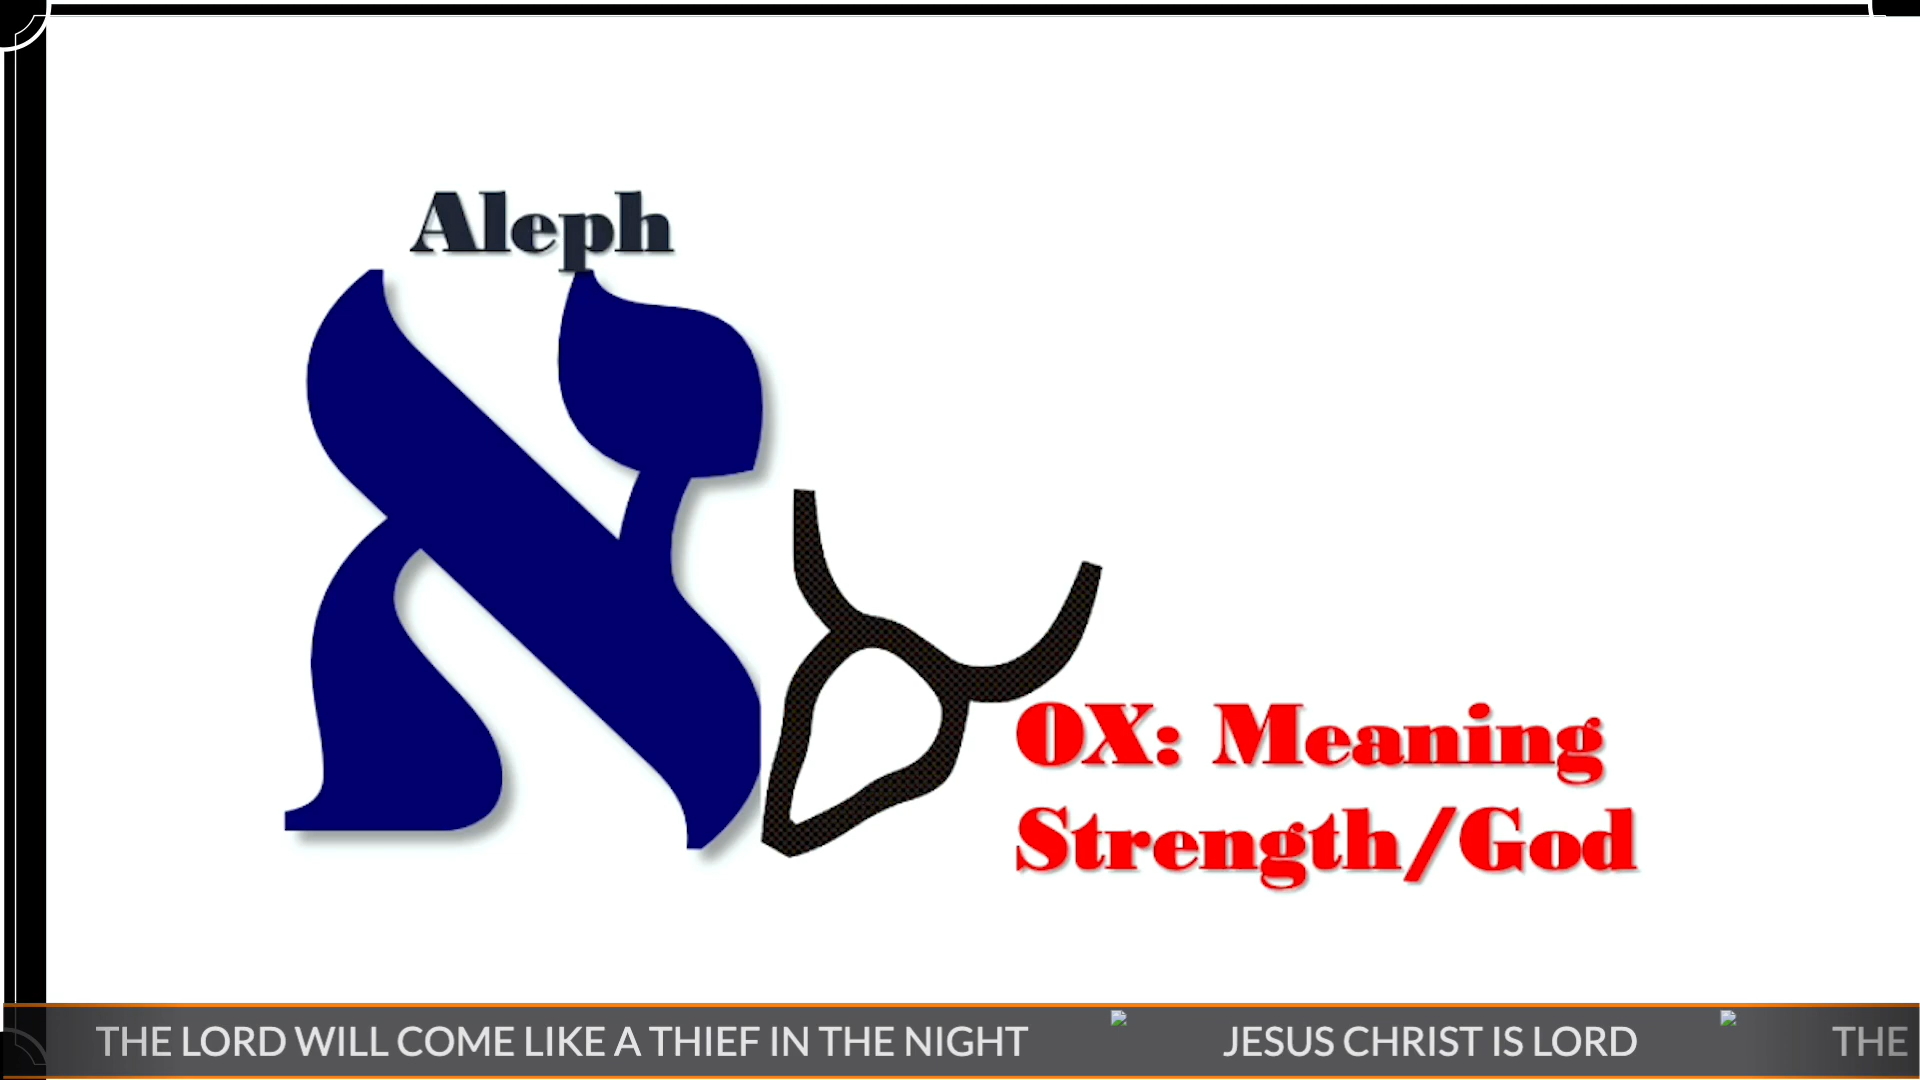 Aleph
א
OX: Meaning
Strength/God
THE LORD WILL COME LIKE A THIEF IN THE NIGHT JESUS CHRIST IS LORD THE